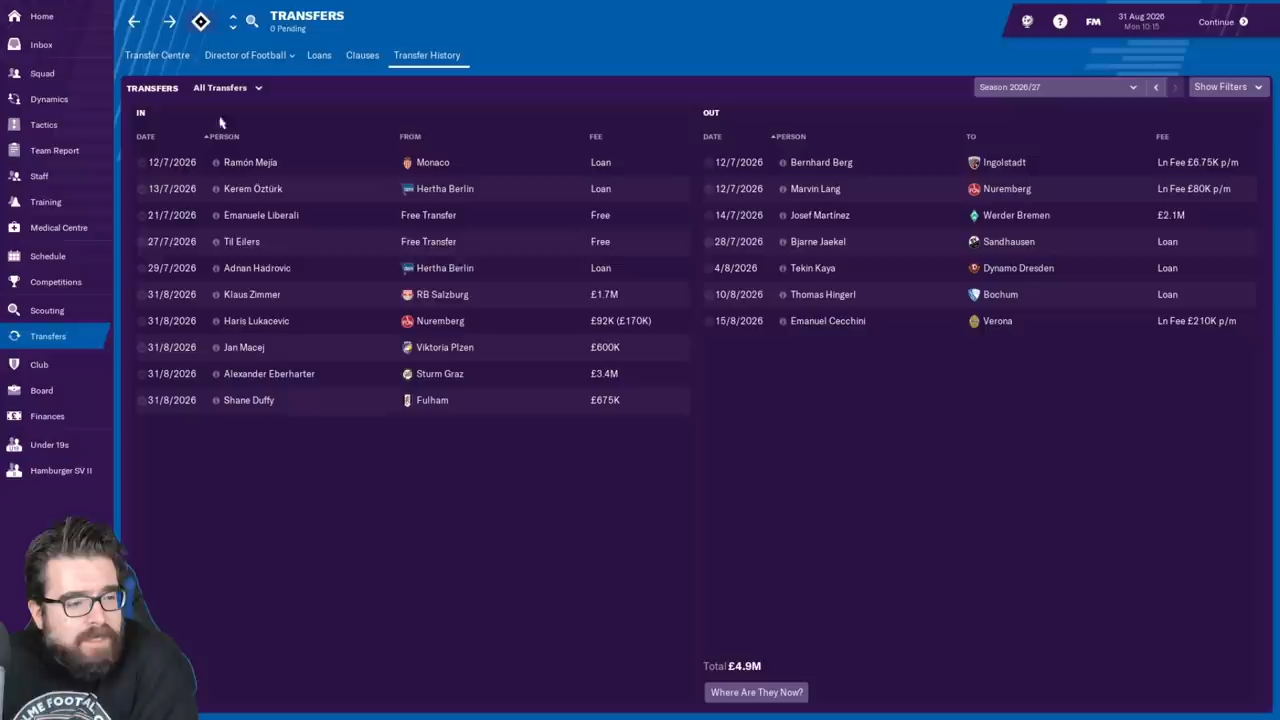 Home
Inbox
Squad
Dynamics
Tactics
Team Report
Staff
Training
Medical Centre
Schedule
Competitions
Scouting
Transfers
Club
Board
Finances
Under 19s
Hamburger SV II
TRANSFERS
0 Pending
FM
31 Aug 2026
Mon 10:15
Continue
Transfer Centre Director of Football Loans Clauses Transfer History
TRANSFERS All Transfers
Season 2026/27
Show Filters
IN
DATE PERSON FROM FEE
12/7/2026 Ramón Mejía Monaco Loan
13/7/2026 Kerem Öztürk Hertha Berlin Loan
21/7/2026 Emanuele Liberali Free Transfer Free
27/7/2026 Til Eilers Free Transfer Free
29/7/2026 Adnan Hadrovic Hertha Berlin Loan
31/8/2026 Klaus Zimmer RB Salzburg £1.7M
31/8/2026 Haris Lukacevic Nuremberg £92K (£170K)
31/8/2026 Jan Macej Viktoria Plzen £600K
31/8/2026 Alexander Eberharter Sturm Graz £3.4M
31/8/2026 Shane Duffy Fulham £675K
OUT
DATE PERSON TO FEE
12/7/2026 Bernhard Berg Ingolstadt Ln Fee £6.75K p/m
12/7/2026 Marvin Lang Nuremberg Ln Fee £80K p/m
14/7/2026 Josef Martínez Werder Bremen £2.1M
28/7/2026 Bjarne Jaekel Sandhausen Loan
4/8/2026 Tekin Kaya Dynamo Dresden Loan
10/8/2026 Thomas Hingerl Bochum Loan
15/8/2026 Emanuel Cecchini Verona Ln Fee £210K p/m
Total £4.9M
Where Are They Now?